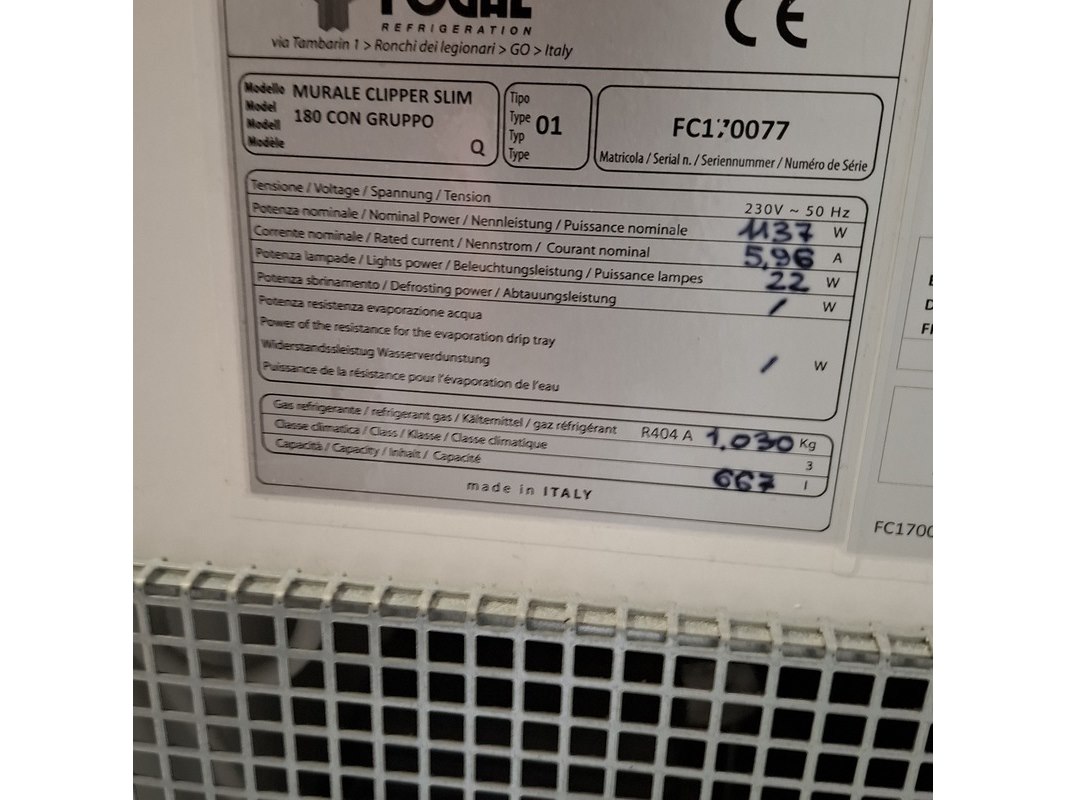 REFRIGERATION
via Tambarin 1 > Ronchi dei legionari > GO > Italy
CE
Modello MURALE CLIPPER SLIM
Model 180 CON GRUPPO
Modell
Modèle Q
Tipo
Type 01
Typ
Type
FC170077
Matricola / Serial n. / Seriennummer / Numéro de Série
Tensione / Voltage / Spannung / Tension 230V ~ 50 Hz
Potenza nominale / Nominal Power / Nennleistung / Puissance nominale 1137 W
Corrente nominale / Rated current / Nennstrom / Courant nominal 5,96 A
Potenza lampade / Lights power / Beleuchtungsleistung / Puissance lampes 22 W
Potenza sbrinamento / Defrosting power / Abtauungsleistung / W
Potenza resistenza evaporazione acqua
Power of the resistance for the evaporation drip tray
Widerstandssleistug Wasserverdunstung / W
Puissance de la résistance pour l'évaporation de l'eau
Gas refrigerante / refrigerant gas / Kälternittel / gaz réfrigérant R404 A 1,030 Kg
Classe climatica / Class / Klasse / Classe climatique 3
Capacità / Capacity / Inhalt / Capacité 667 l
made in ITALY
FC1700